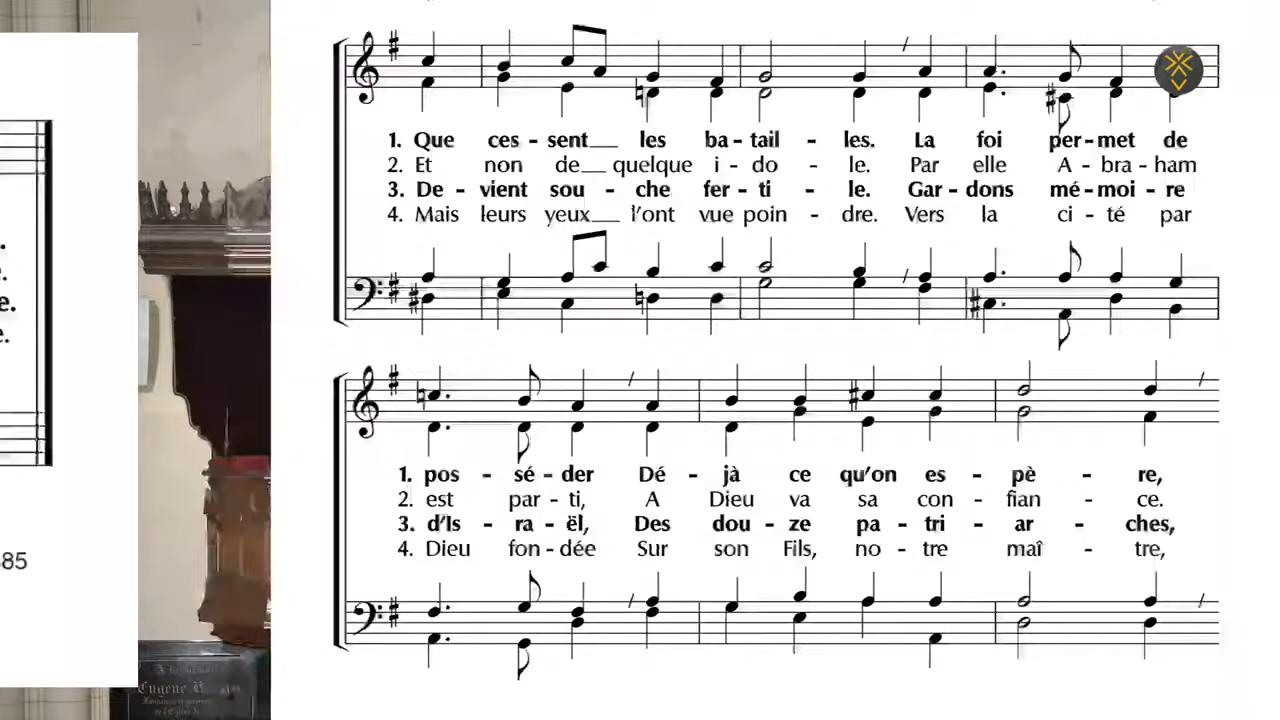 .
e.
e.
e.
85
1. Que ces - sent__ les ba - tail - les. La foi per - met de
2. Et non de__ quelque i - do - le. Par elle A - bra - ham
3. De - vient sou - che fer - ti - le. Gar - dons mé - moi - re
4. Mais leurs yeux__ l'ont vue poin - dre. Vers la ci - té par
1. pos - sé - der Dé - jà ce qu'on es - pè - re,
2. est par - ti, A Dieu va sa con - fian - ce.
3. d'Is - ra - ël, Des dou - ze pa - tri - ar - ches,
4. Dieu fon - dée Sur son Fils, no - tre maî - tre,
Eugene